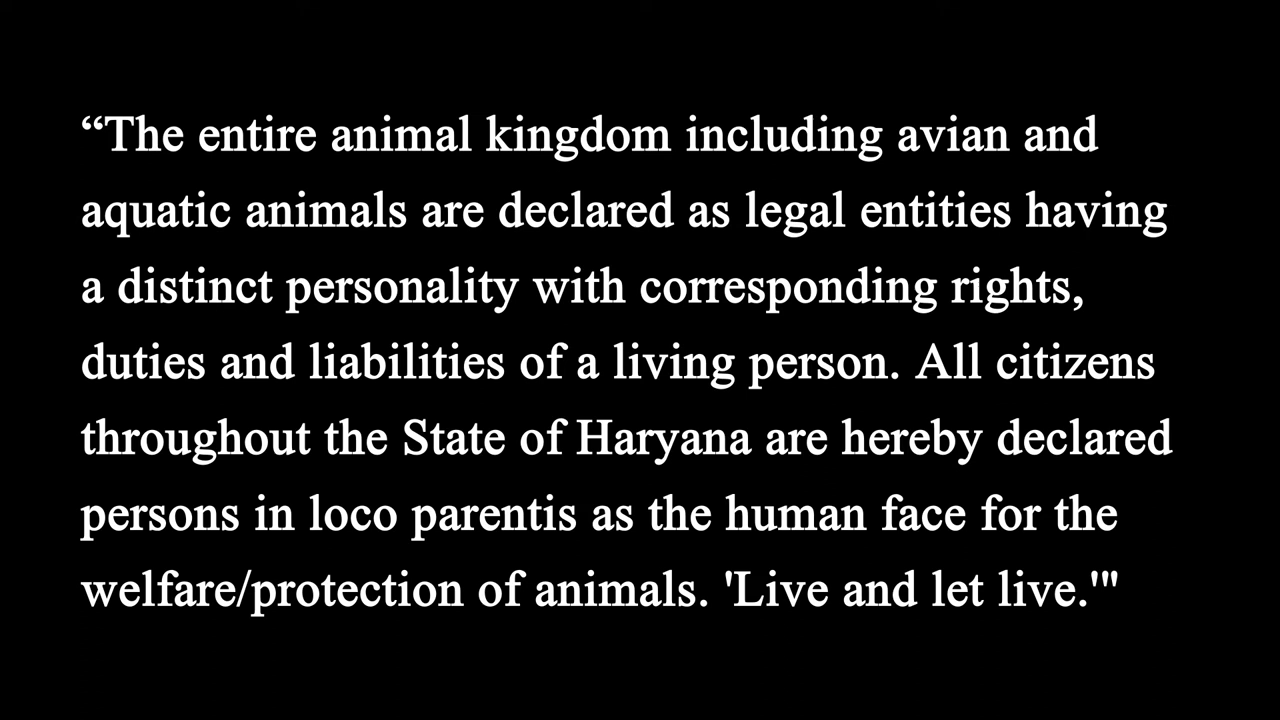 “The entire animal kingdom including avian and
aquatic animals are declared as legal entities having
a distinct personality with corresponding rights,
duties and liabilities of a living person. All citizens
throughout the State of Haryana are hereby declared
persons in loco parentis as the human face for the
welfare/protection of animals. 'Live and let live.'"